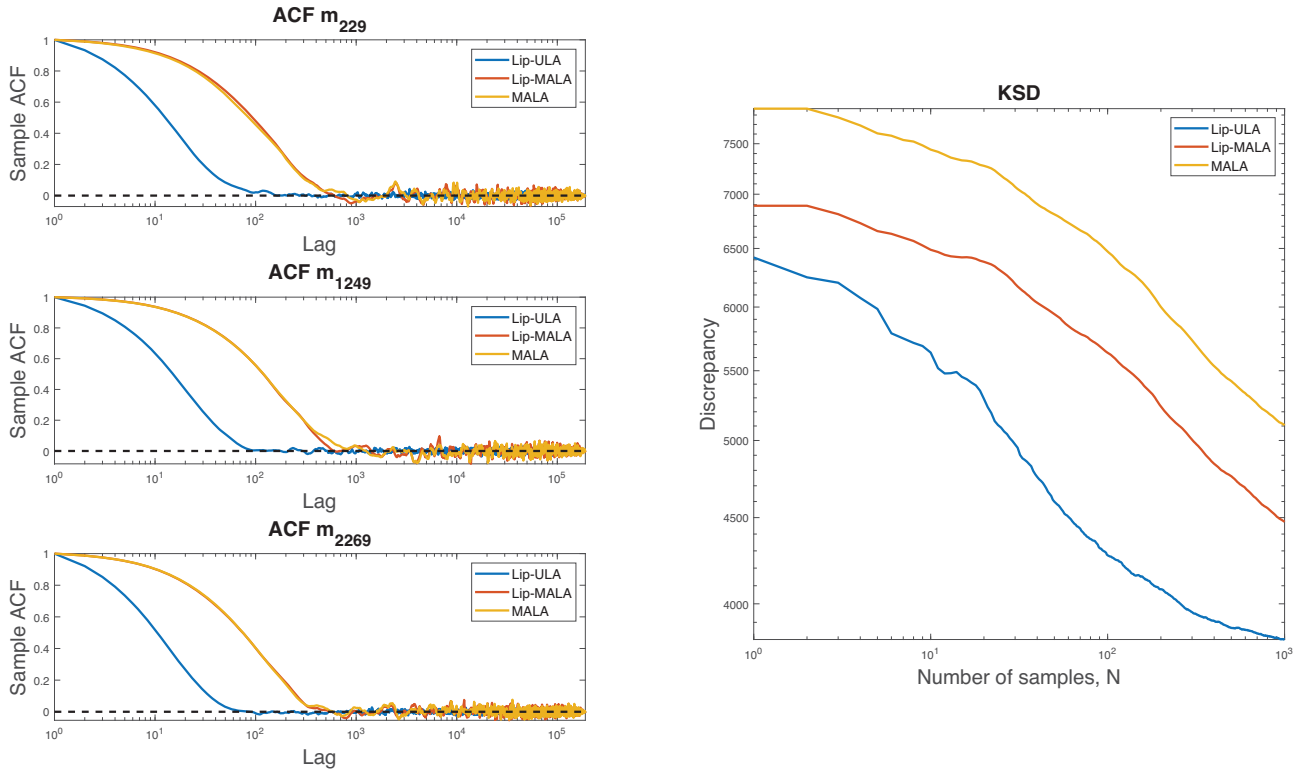 ACF m229
1
0.8
0.6
0.4
0.2
0
Sample ACF
Lip-ULA
Lip-MALA
MALA
10^0
10^1
10^2
10^3
10^4
10^5
Lag
ACF m1249
1
0.8
0.6
0.4
0.2
0
Sample ACF
Lip-ULA
Lip-MALA
MALA
10^0
10^1
10^2
10^3
10^4
10^5
Lag
ACF m2269
1
0.8
0.6
0.4
0.2
0
Sample ACF
Lip-ULA
Lip-MALA
MALA
10^0
10^1
10^2
10^3
10^4
10^5
Lag
KSD
7500
7000
6500
6000
5500
5000
4500
4000
Discrepancy
Lip-ULA
Lip-MALA
MALA
10^0
10^1
10^2
10^3
Number of samples, N